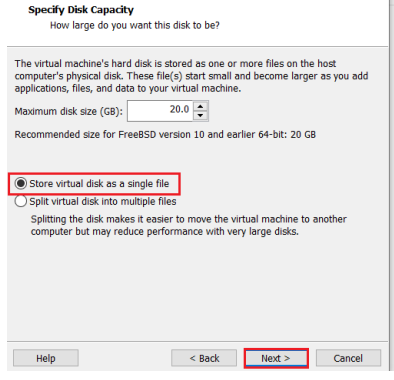 Specify Disk Capacity
How large do you want this disk to be?
The virtual machine's hard disk is stored as one or more files on the host
computer's physical disk. These file(s) start small and become larger as you add
applications, files, and data to your virtual machine.
Maximum disk size (GB): 20.0
Recommended size for FreeBSD version 10 and earlier 64-bit: 20 GB
Store virtual disk as a single file
Split virtual disk into multiple files
Splitting the disk makes it easier to move the virtual machine to another
computer but may reduce performance with very large disks.
Help < Back Next > Cancel